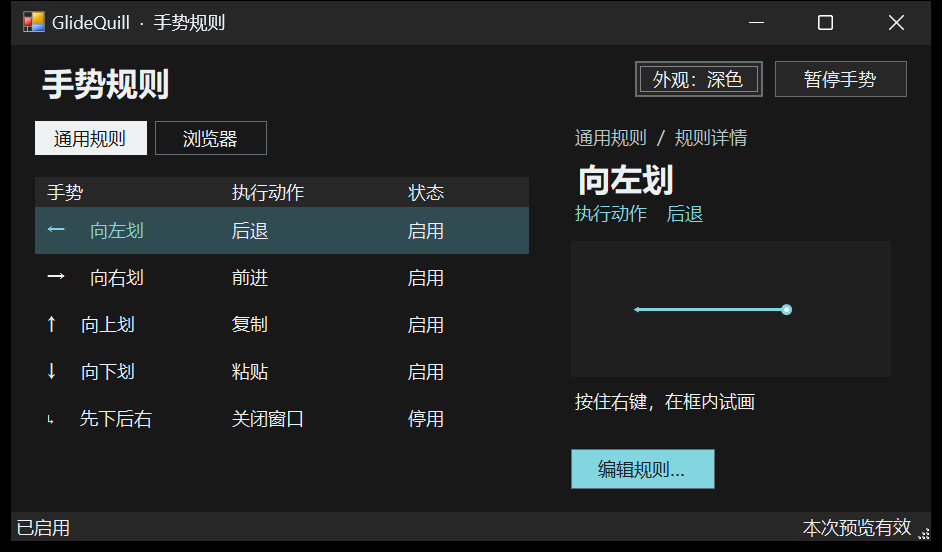 GlideQuill · 手势规则
手势规则
外观：深色
暂停手势
通用规则
浏览器
手势 执行动作 状态
← 向左划 后退 启用
→ 向右划 前进 启用
↑ 向上划 复制 启用
↓ 向下划 粘贴 启用
↳ 先下后右 关闭窗口 停用
通用规则 / 规则详情
向左划
执行动作 后退
按住右键，在框内试画
编辑规则...
已启用
本次预览有效